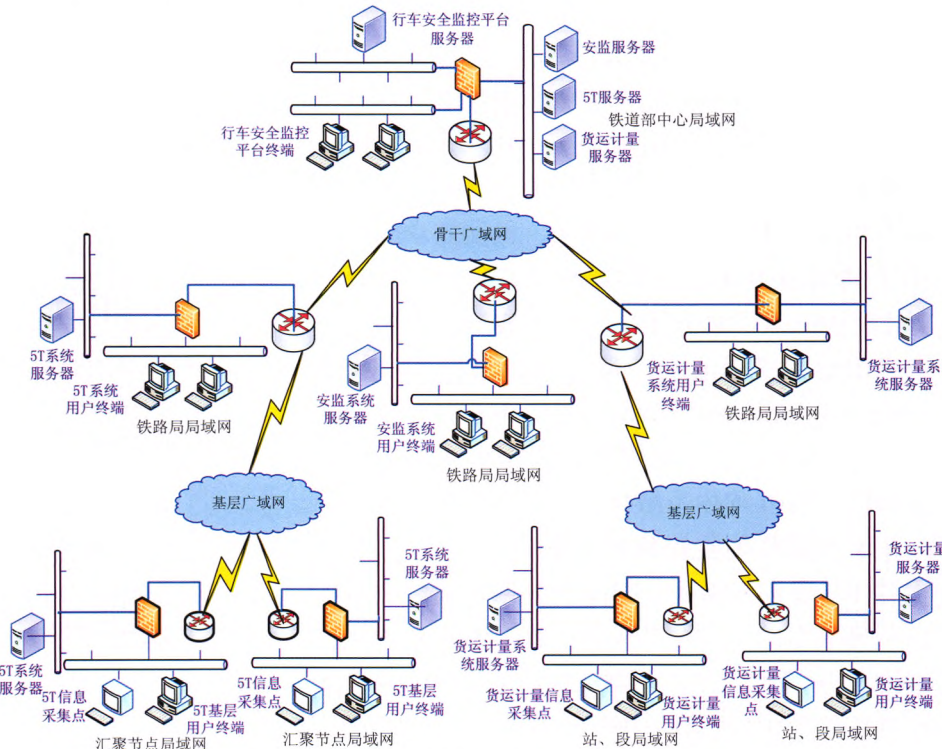 行车安全监控平台
服务器
安监服务器
5T服务器
铁道部中心局域网
行车安全监控
平台终端
货运计量
服务器
骨干广域网
5T系统
服务器
5T系统
用户终端
铁路局局域网
安监系统
服务器
安监系统
用户终端
铁路局局域网
货运计量
系统用户
终端
货运计量系
统服务器
铁路局局域网
基层广域网
基层广域网
5T系统
服务器
5T系统
服务器
5T信息
采集点
5T基层
用户终端
汇聚节点局域网
5T信息
采集点
5T基层
用户终端
汇聚节点局域网
货运计量系
统服务器
货运计量信息
采集点
货运计量
用户终端
站、段局域网
货运计量
服务器
货运计量
信息采集
点
货运计量
用户终端
站、段局域网